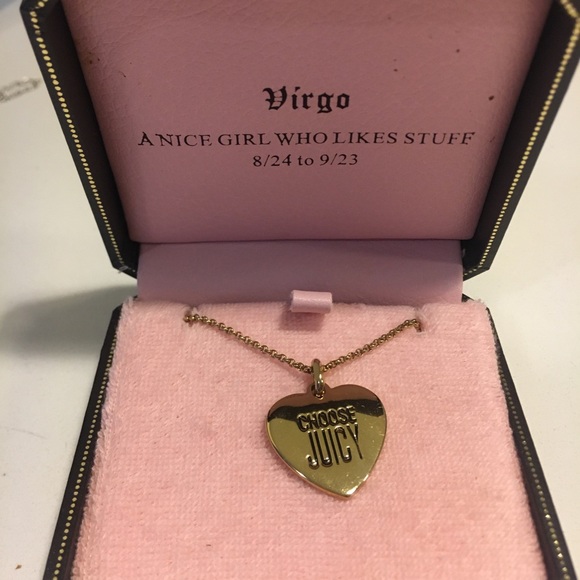 Virgo
A NICE GIRL WHO LIKES STUFF
8/24 to 9/23
CHOOSE
JUICY